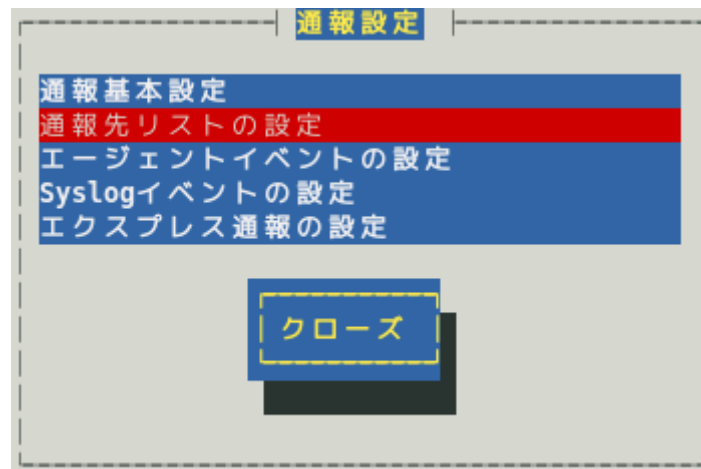 通報設定
通報基本設定
通報先リストの設定
エージェントイベントの設定
Syslogイベントの設定
エクスプレス通報の設定
クローズ